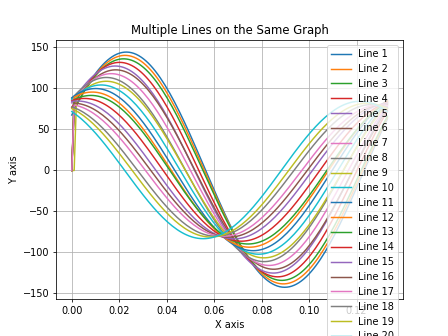 Multiple Lines on the Same Graph
150
100
50
0
−50
−100
−150
Y axis
0.00
0.02
0.04
0.06
0.08
0.10
X axis
Line 1
Line 2
Line 3
Line 4
Line 5
Line 6
Line 7
Line 8
Line 9
Line 10
Line 11
Line 12
Line 13
Line 14
Line 15
Line 16
Line 17
Line 18
Line 19
Line 20